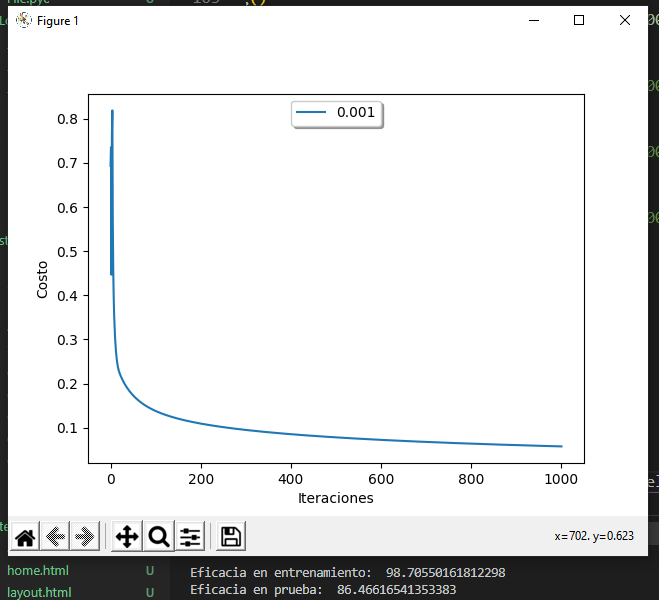 Figure 1
0.001
0.8
0.7
0.6
0.5
0.4
0.3
0.2
0.1
Costo
0 200 400 600 800 1000
Iteraciones
x=702. y=0.623
home.html U
layout.html U
Eficacia en entrenamiento: 98.70550161812298
Eficacia en prueba: 86.46616541353383